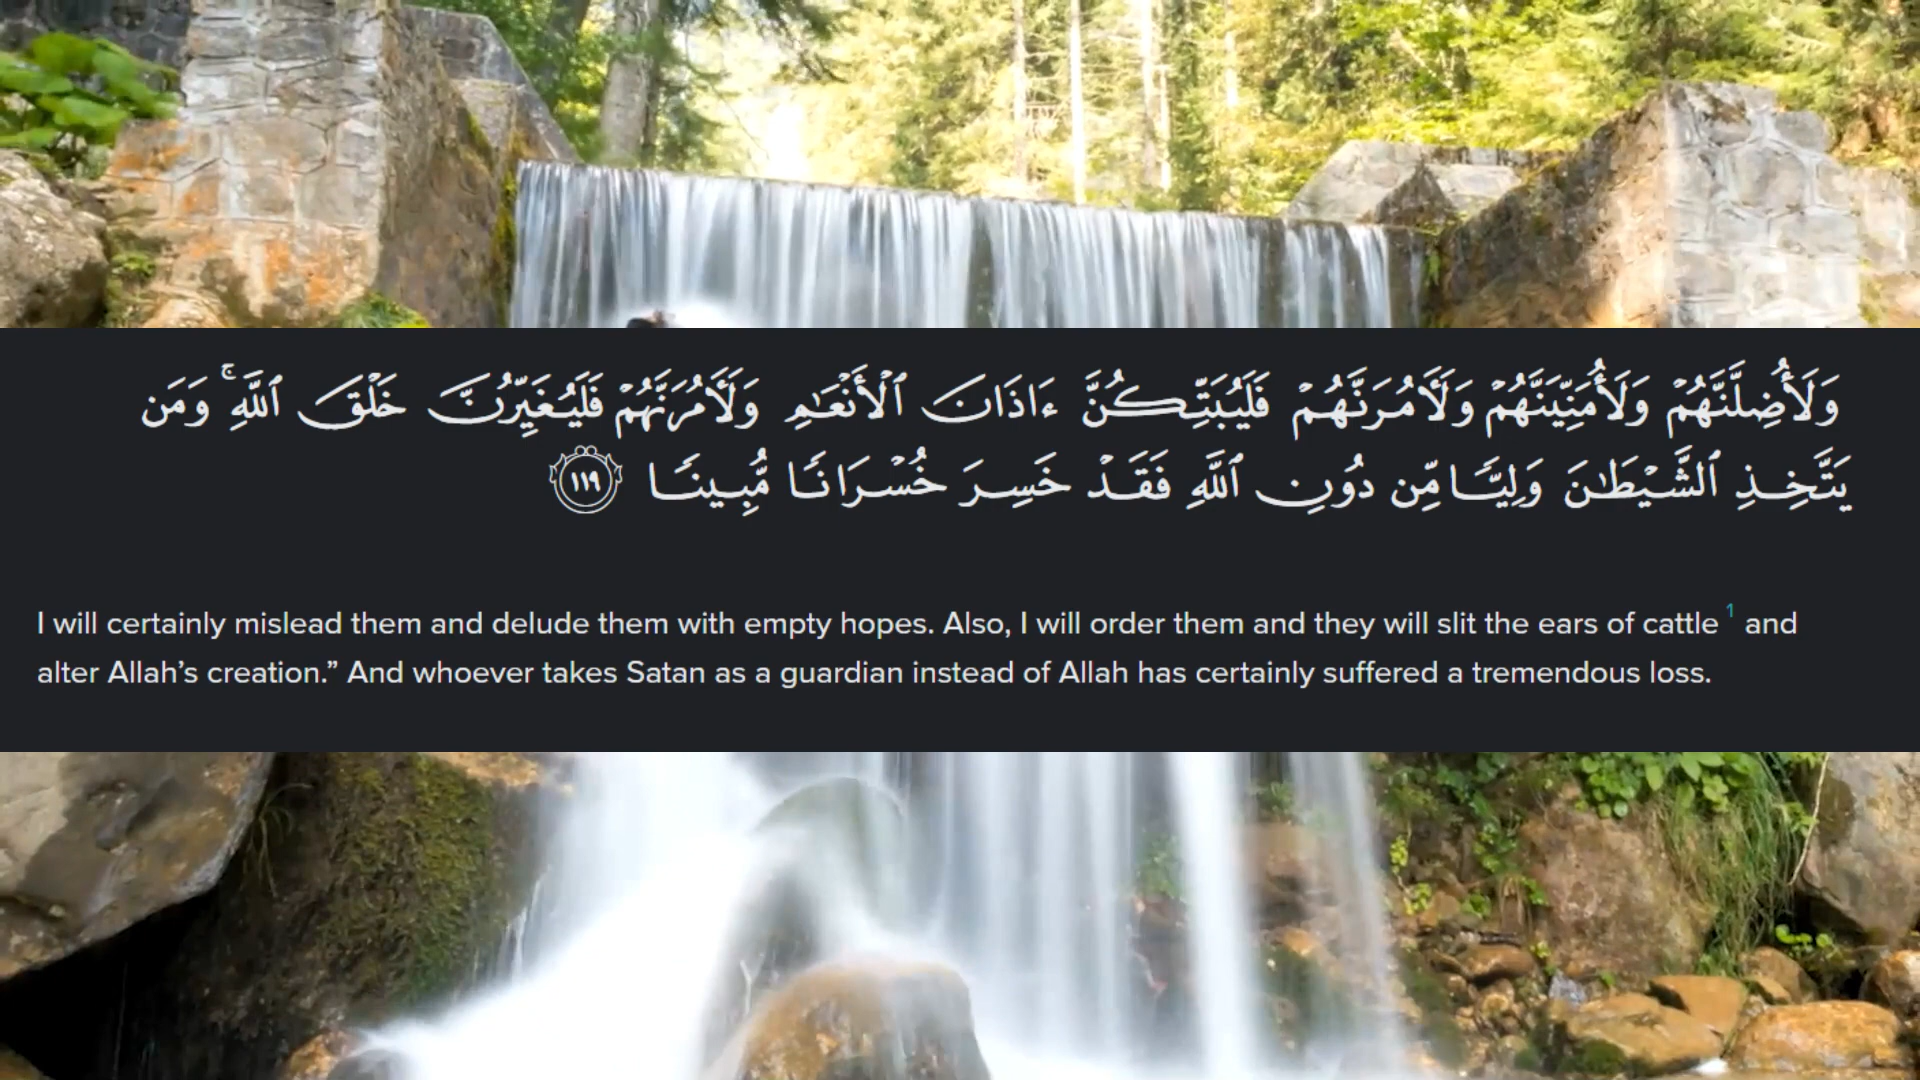 وَلَأُضِلَّنَّهُمْ وَلَأُمَنِّيَنَّهُمْ وَلَـَٔامُرَنَّهُمْ فَلَيُبَتِّكُنَّ ءَاذَانَ ٱلْأَنْعَـٰمِ وَلَـَٔامُرَنَّهُمْ فَلَيُغَيِّرُنَّ خَلْقَ ٱللَّهِ ۚ وَمَن
يَتَّخِذِ ٱلشَّيْطَـٰنَ وَلِيًّا مِّن دُونِ ٱللَّهِ فَقَدْ خَسِرَ خُسْرَانًا مُّبِينًا ١١٩
I will certainly mislead them and delude them with empty hopes. Also, I will order them and they will slit the ears of cattle 1 and
alter Allah’s creation.” And whoever takes Satan as a guardian instead of Allah has certainly suffered a tremendous loss.